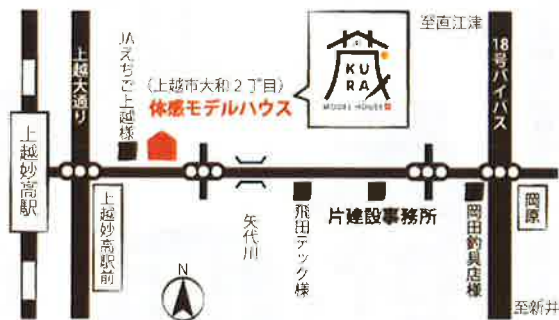 至直江津
上越大通り
JAえちご上越様
(上越市大和2丁目)
体感モデルハウス
蔵
KU
RA
MODEL HOUSE
18号バイパス
上越妙高駅
上越妙高駅前
矢代川
飛田テック様
片建設事務所
岡田釣具店様
岡原
N
至新井